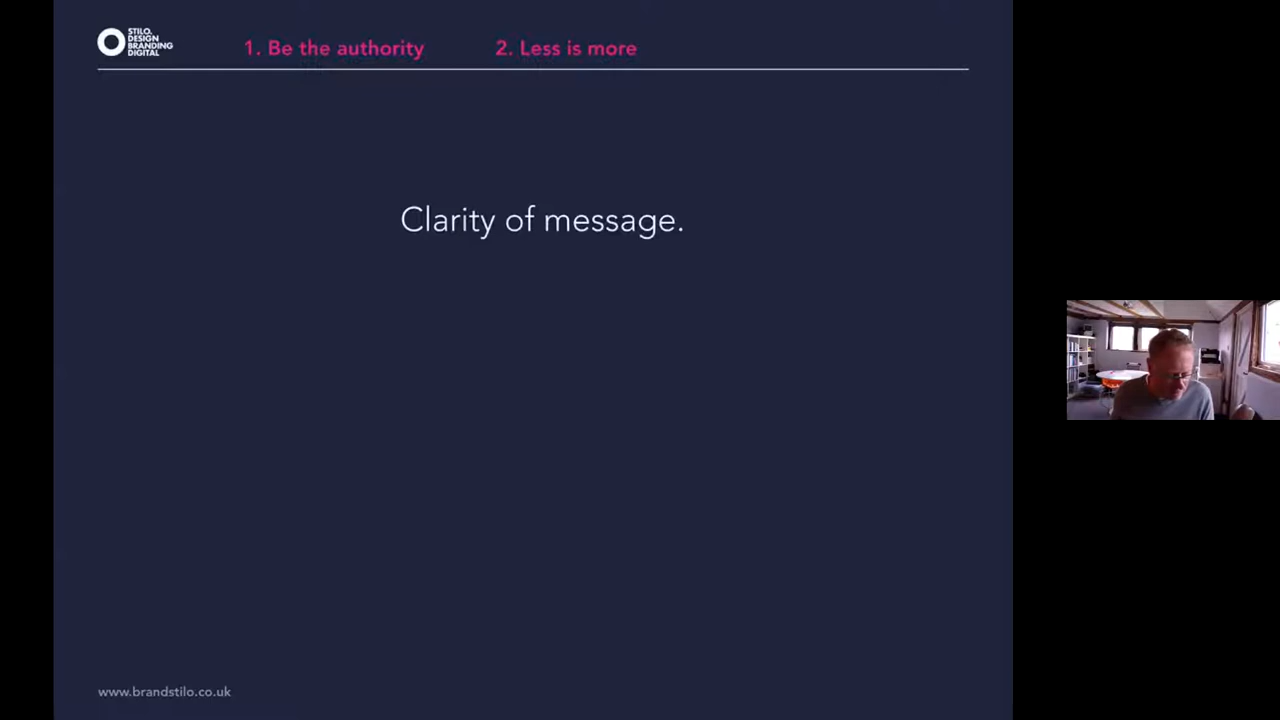 STILO.
DESIGN
BRANDING
DIGITAL
1. Be the authority
2. Less is more
Clarity of message.
www.brandstilo.co.uk